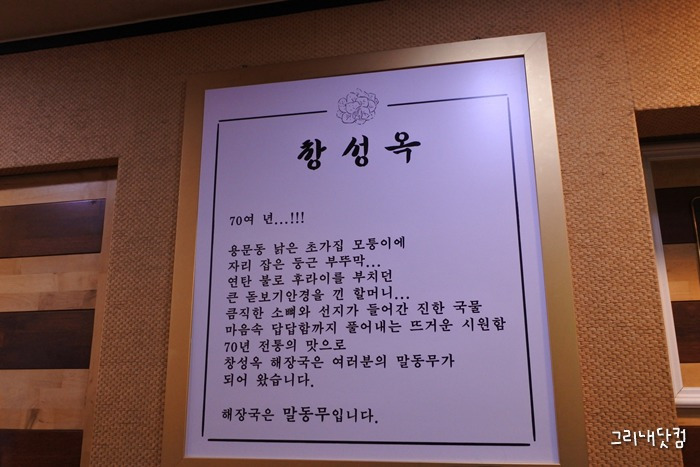 창성옥
70여 년...!!!
용문동 낡은 초가집 모퉁이에
자리 잡은 둥근 부뚜막...
연탄 불로 후라이를 부치던
큰 돋보기안경을 낀 할머니...
큼직한 소뼈와 선지가 들어간 진한 국물
마음속 답답함까지 풀어내는 뜨거운 시원함
70년 전통의 맛으로
창성옥 해장국은 여러분의 말동무가
되어 왔습니다.
해장국은 말동무입니다.
그리내닷컴